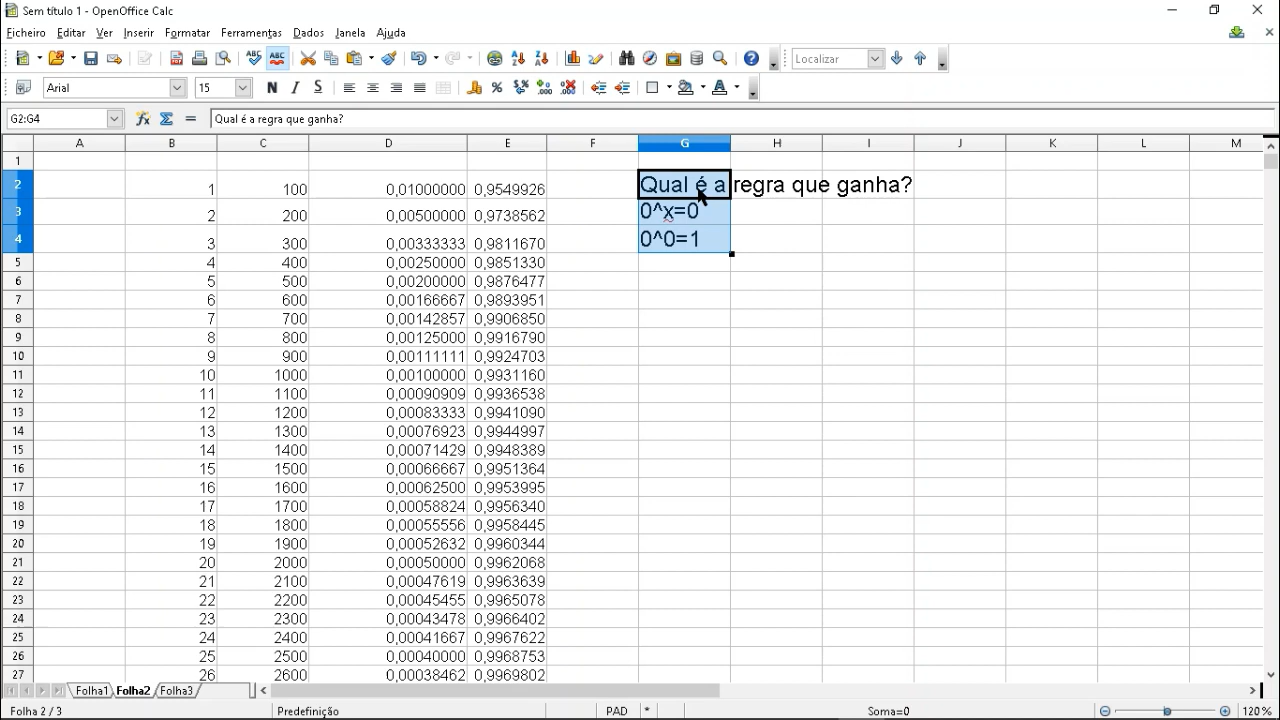 Sem título 1 - OpenOffice Calc
Ficheiro Editar Ver Inserir Formatar Ferramentas Dados Janela Ajuda
Localizar
Arial 15 N I S
G2:G4 Qual é a regra que ganha?
A B C D E F G H I J K L M
1
2 1 100 0,01000000 0,9549926 Qual é a regra que ganha?
3 2 200 0,00500000 0,9738562 0^x=0
4 3 300 0,00333333 0,9811670 0^0=1
5 4 400 0,00250000 0,9851330
6 5 500 0,00200000 0,9876477
7 6 600 0,00166667 0,9893951
8 7 700 0,00142857 0,9906850
9 8 800 0,00125000 0,9916790
10 9 900 0,00111111 0,9924703
11 10 1000 0,00100000 0,9931160
12 11 1100 0,00090909 0,9936538
13 12 1200 0,00083333 0,9941090
14 13 1300 0,00076923 0,9944997
15 14 1400 0,00071429 0,9948389
16 15 1500 0,00066667 0,9951364
17 16 1600 0,00062500 0,9953995
18 17 1700 0,00058824 0,9956340
19 18 1800 0,00055556 0,9958445
20 19 1900 0,00052632 0,9960344
21 20 2000 0,00050000 0,9962068
22 21 2100 0,00047619 0,9963639
23 22 2200 0,00045455 0,9965078
24 23 2300 0,00043478 0,9966402
25 24 2400 0,00041667 0,9967622
26 25 2500 0,00040000 0,9968753
27 26 2600 0,00038462 0,9969802
Folha1 Folha2 Folha3
Folha 2 / 3 Predefinição PAD * Soma=0 120%